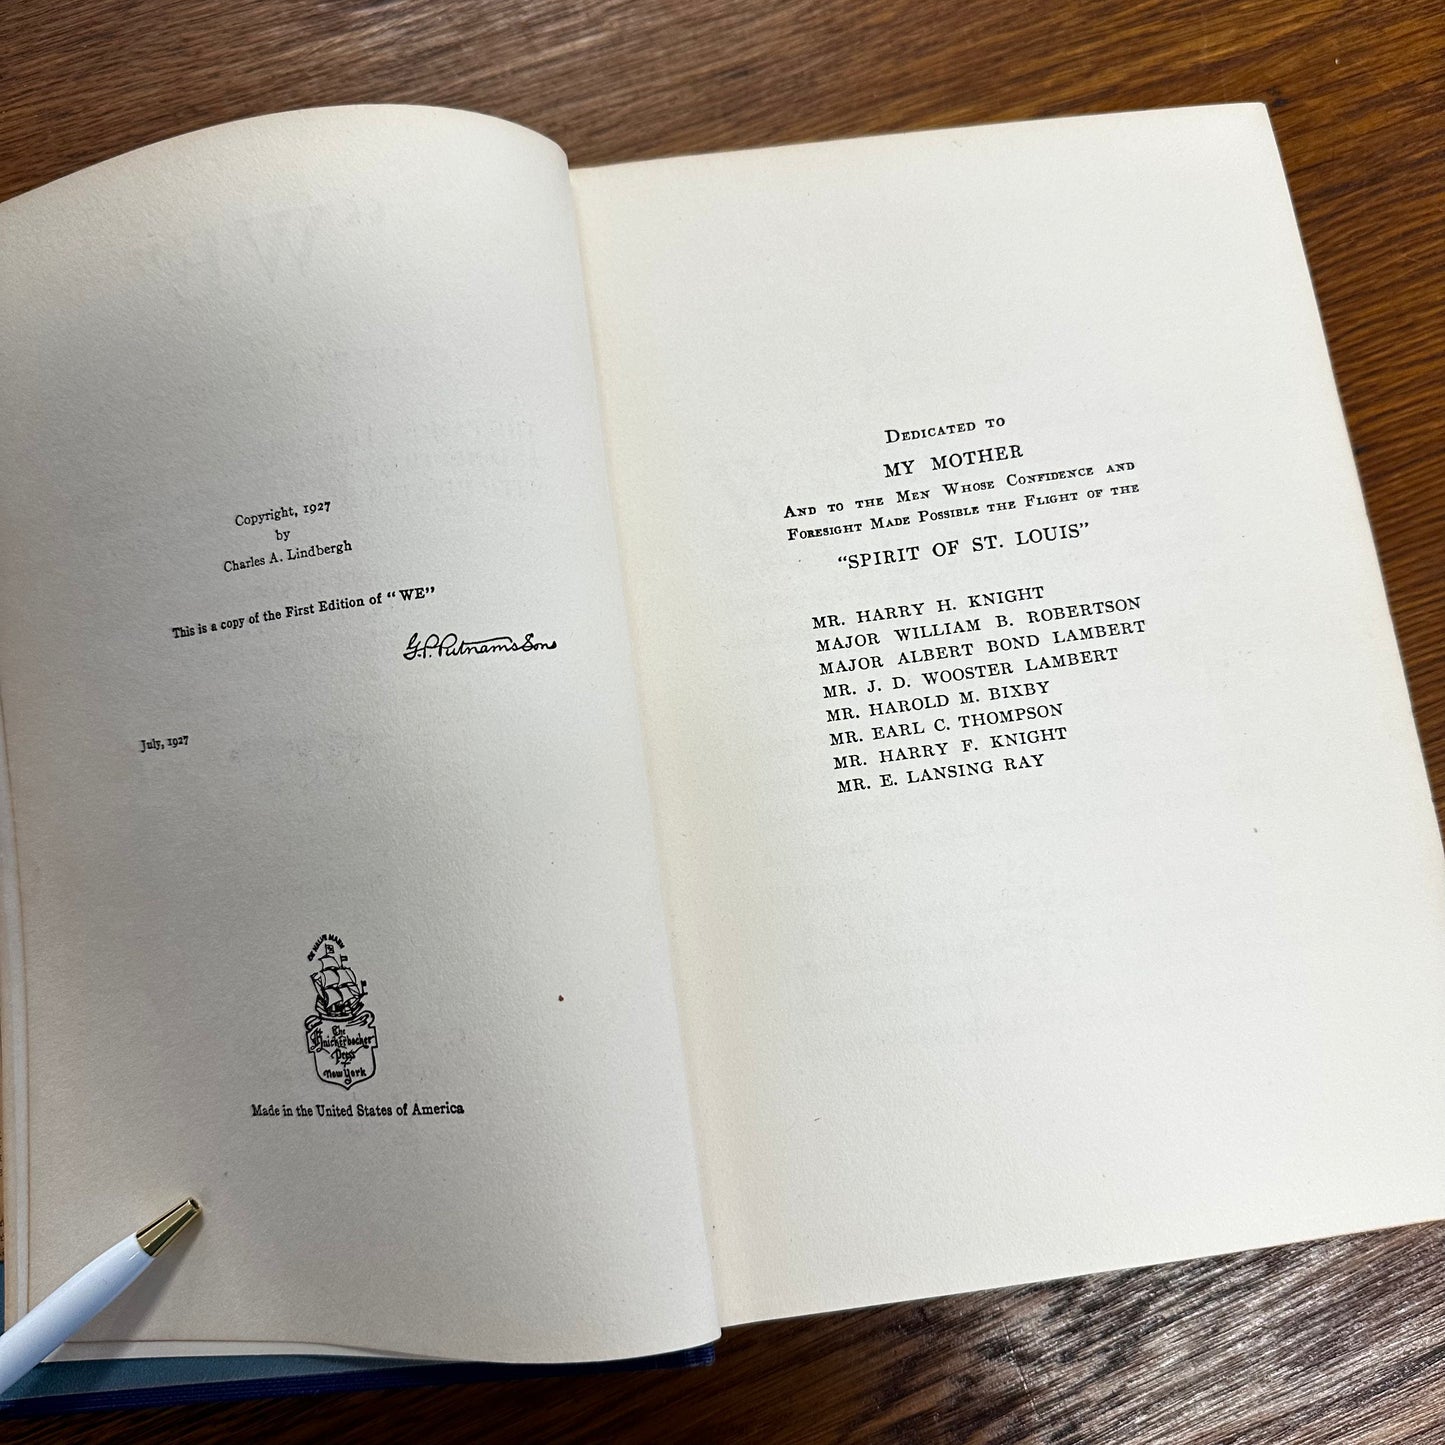 Copyright, 1927
by
Charles A. Lindbergh
This is a copy of the First Edition of "WE"
G.P. Putnam's Sons
July, 1927
The
Knickerbocker
Press
New York
Made in the United States of America
DEDICATED TO
MY MOTHER
AND TO THE MEN WHOSE CONFIDENCE AND
FORESIGHT MADE POSSIBLE THE FLIGHT OF THE
"SPIRIT OF ST. LOUIS"
MR. HARRY H. KNIGHT
MAJOR WILLIAM B. ROBERTSON
MAJOR ALBERT BOND LAMBERT
MR. J. D. WOOSTER LAMBERT
MR. HAROLD M. BIXBY
MR. EARL C. THOMPSON
MR. HARRY F. KNIGHT
MR. E. LANSING RAY